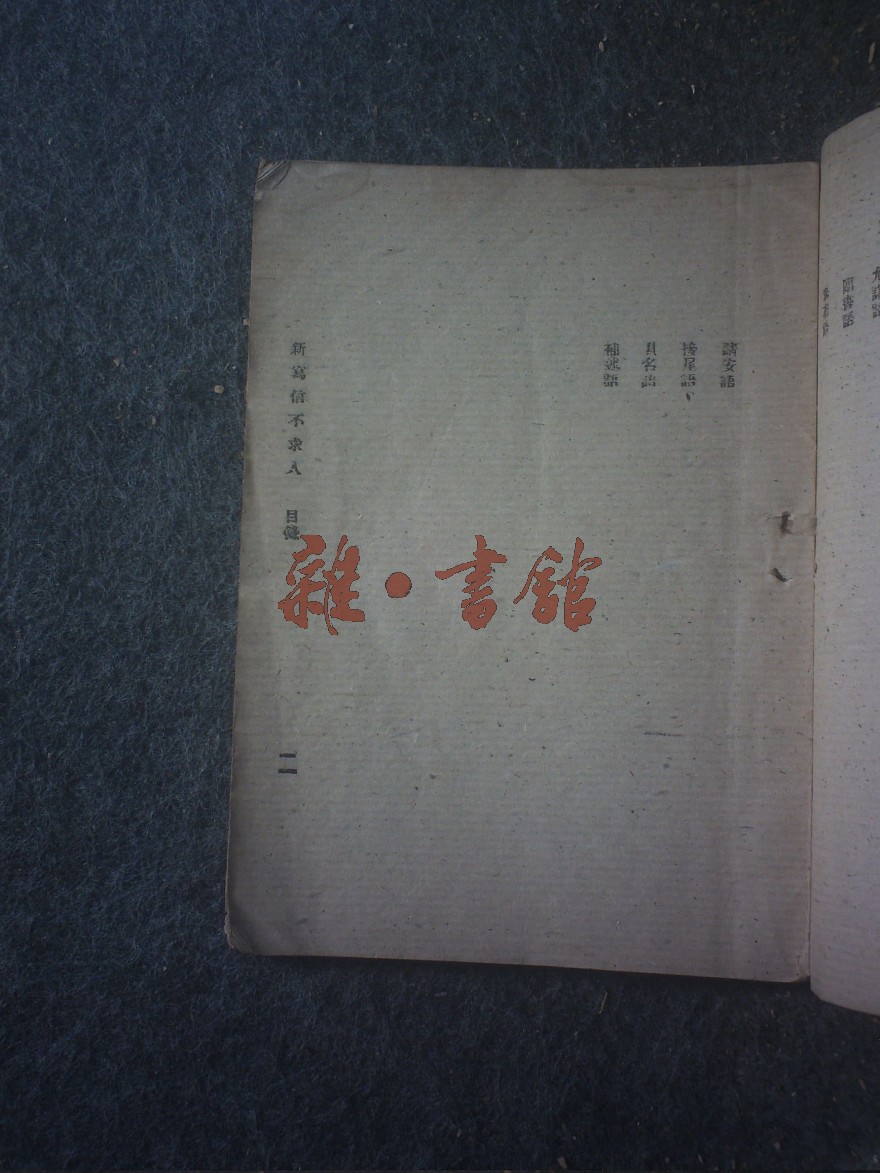 請安語
接尾語、
具名語
補述語
新寫信不求人 目錄
二
雜·書館